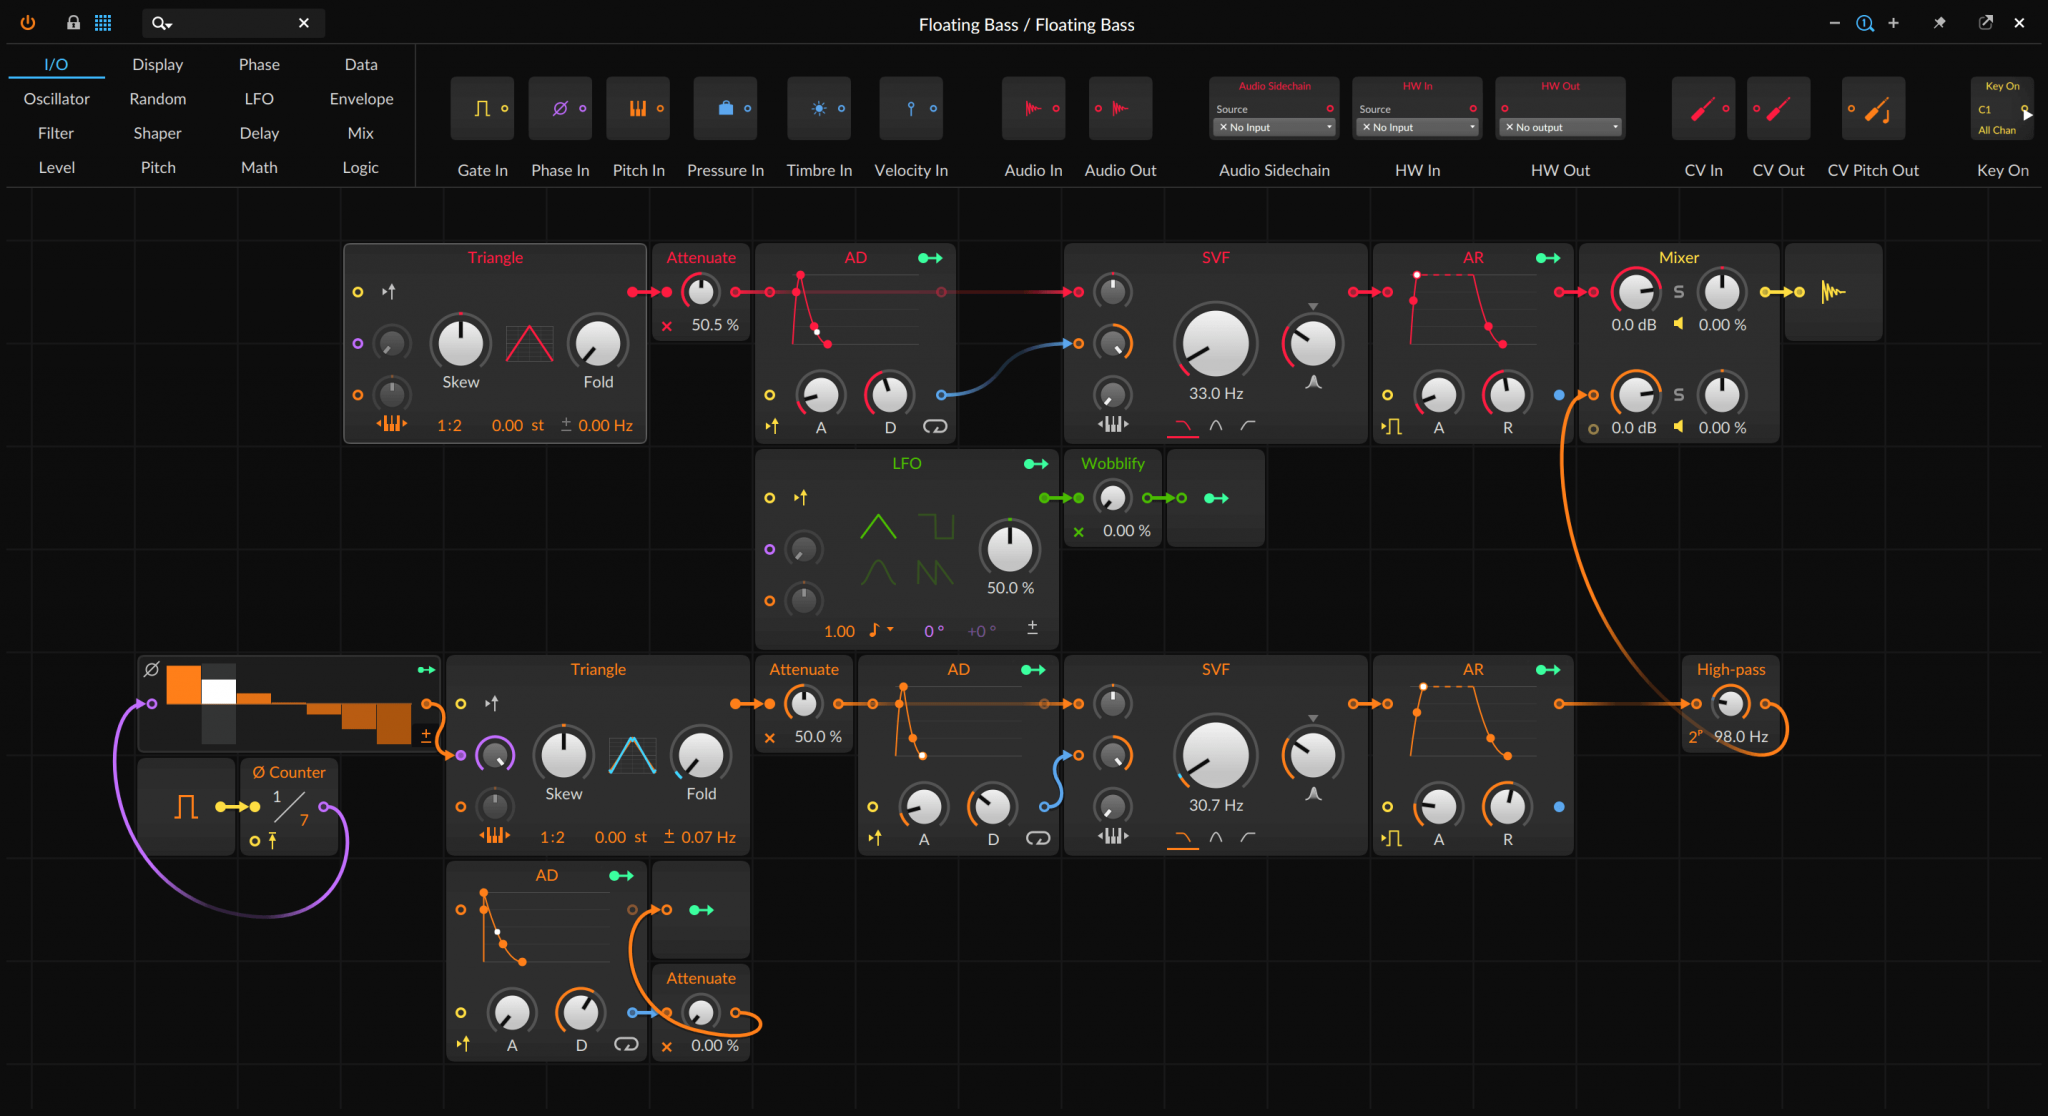 Floating Bass / Floating Bass
I/O Display Phase Data
Oscillator Random LFO Envelope
Filter Shaper Delay Mix
Level Pitch Math Logic
Audio Sidechain HW In HW Out Key On
Source Source C1
× No Input × No Input × No output All Chan
Gate In Phase In Pitch In Pressure In Timbre In Velocity In Audio In Audio Out Audio Sidechain HW In HW Out CV In CV Out CV Pitch Out Key On
Triangle Attenuate AD SVF AR Mixer
50.5 % S
0.0 dB 0.00 %
Skew Fold
33.0 Hz S
1:2 0.00 st ± 0.00 Hz A D A R 0.0 dB 0.00 %
LFO Wobblify
0.00 %
50.0 %
1.00 0° +0° ±
Ø Triangle Attenuate AD SVF AR High-pass
± 50.0 % 2P 98.0 Hz
Ø Counter
1/7
Skew Fold
30.7 Hz
1:2 0.00 st ± 0.07 Hz A D A R
AD
Attenuate
A D 0.00 %